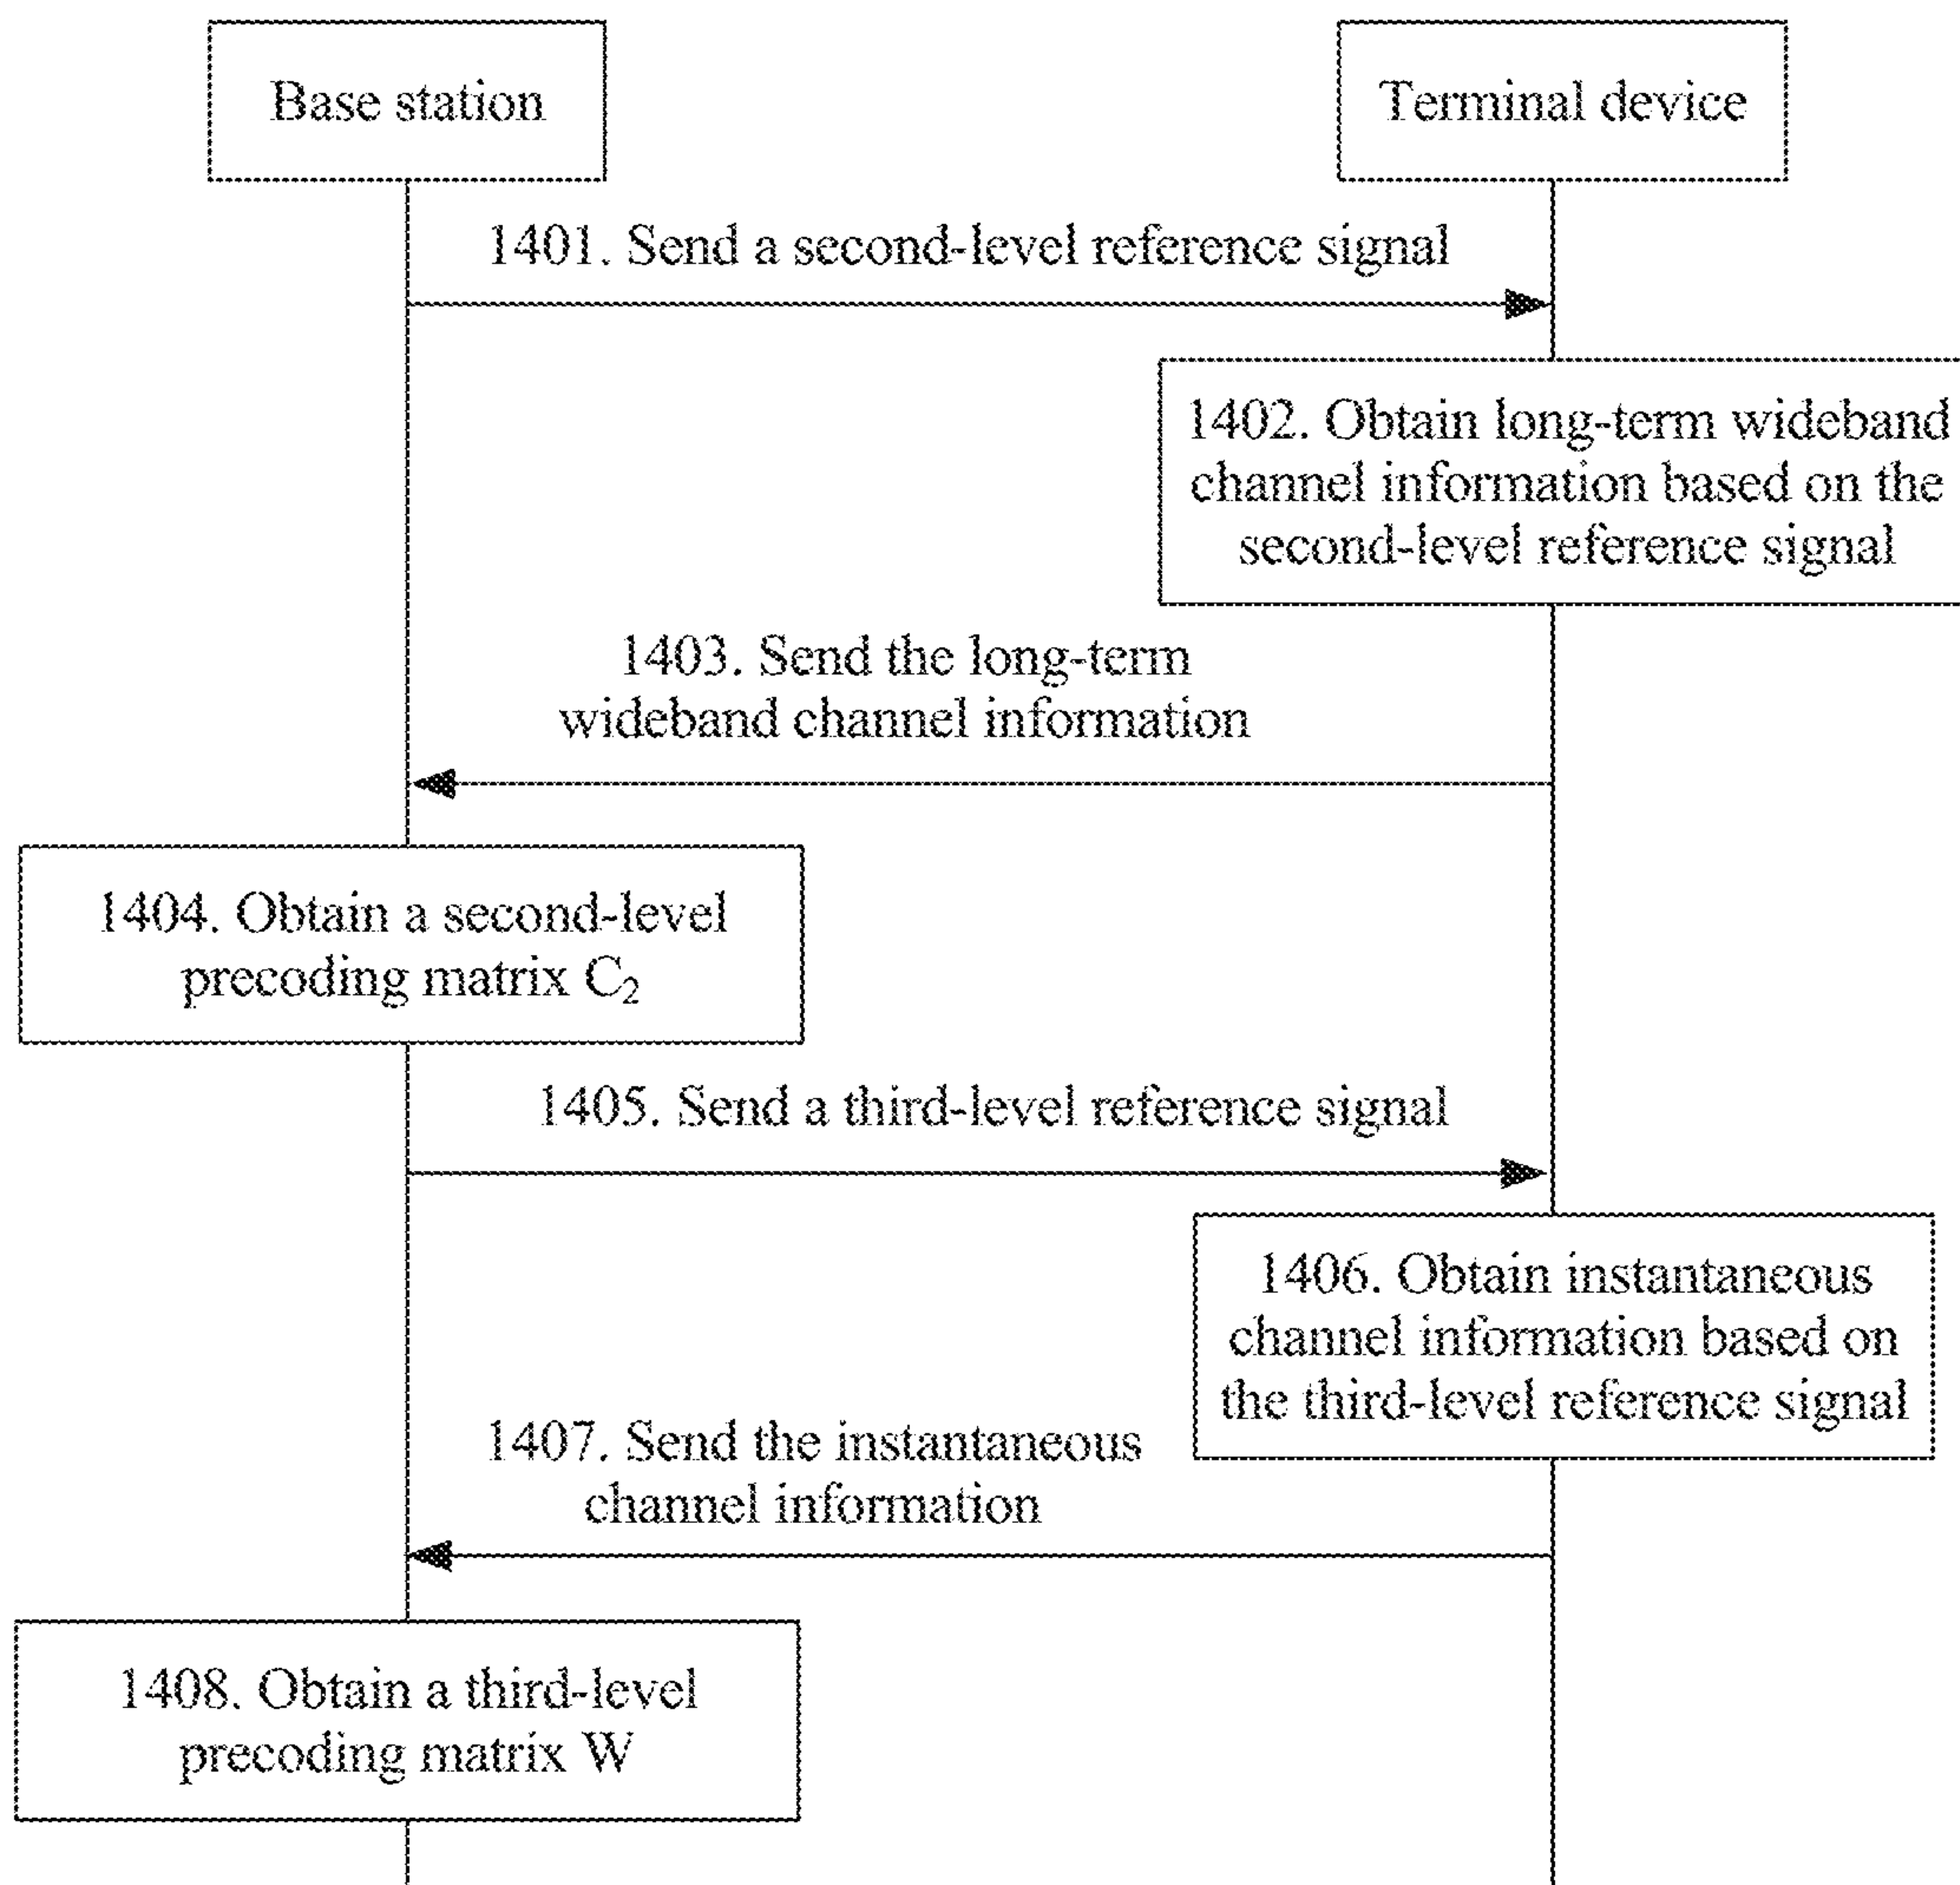 Base station
Terminal device
1401. Send a second-level reference signal
1402. Obtain long-term wideband
channel information based on the
second-level reference signal
1403. Send the long-term
wideband channel information
1404. Obtain a second-level
precoding matrix C₂
1405. Send a third-level reference signal
1406. Obtain instantaneous
channel information based on
the third-level reference signal
1407. Send the instantaneous
channel information
1408. Obtain a third-level
precoding matrix W